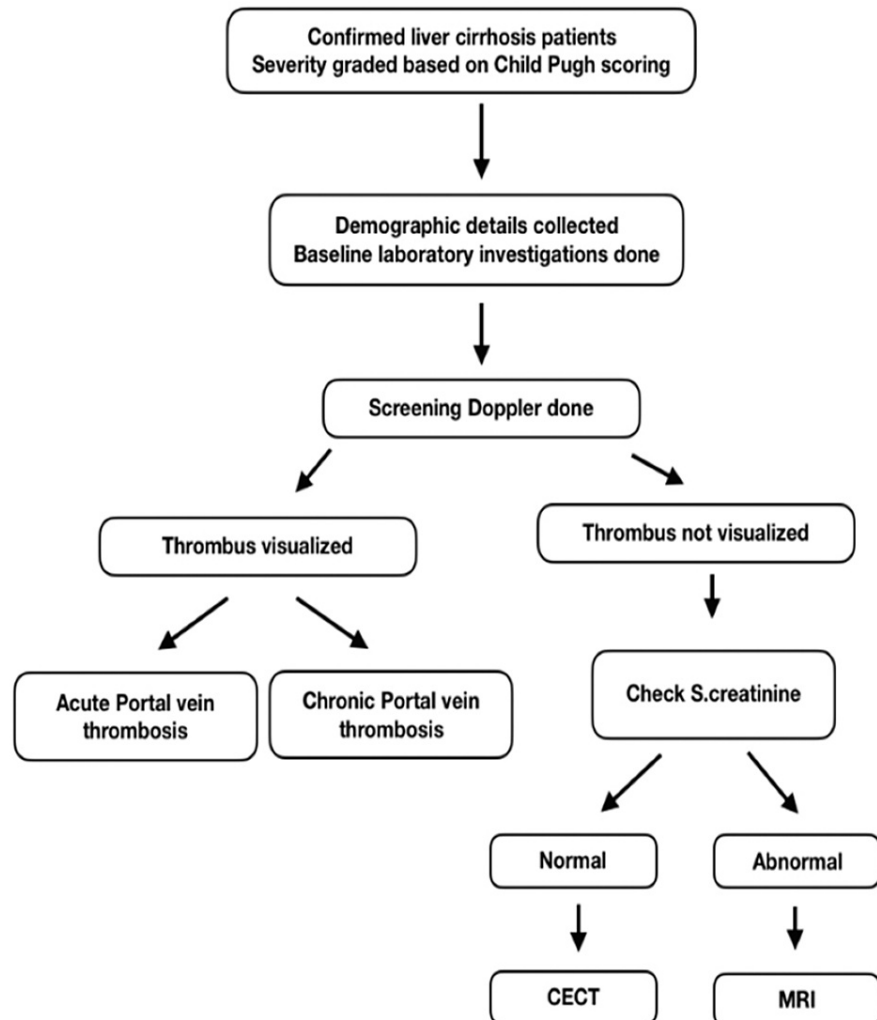 Confirmed liver cirrhosis patients
Severity graded based on Child Pugh scoring
Demographic details collected
Baseline laboratory investigations done
Screening Doppler done
Thrombus visualized
Thrombus not visualized
Acute Portal vein
thrombosis
Chronic Portal vein
thrombosis
Check S.creatinine
Normal
Abnormal
CECT
MRI